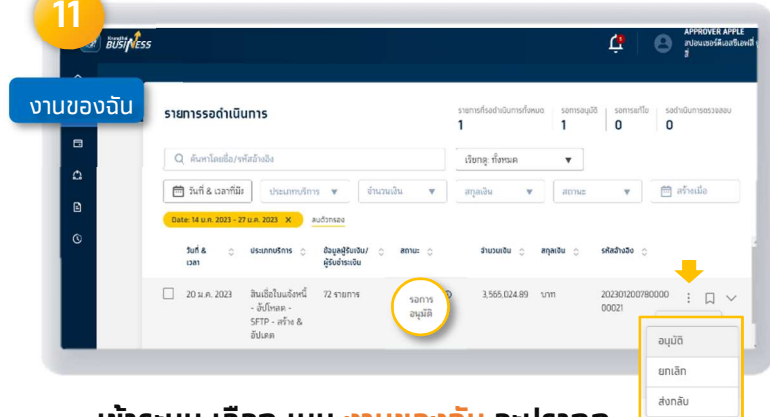 11
Krungthai
BUSINESS
APPROVER APPLE
งานของฉัน
รายการรอดำเนินการ
รายการที่รอดำเนินการทั้งหมด
1
รอการอนุมัติ
1
รอการแก้ไข
0
รอดำเนินการตรวจสอบ
0
ค้นหาโดยชื่อ/รหัสอ้างอิง
เรียกดู: ทั้งหมด
วันที่ & เวลาที่มีผ
ประเภทบริการ
จำนวนเงิน
สกุลเงิน
สถานะ
สร้างเมื่อ
Date: 14 ม.ค. 2023 - 27 ม.ค. 2023 X
ลบตัวกรอง
วันที่ &
เวลา
ประเภทบริการ
ข้อมูลผู้รับเงิน/
ผู้รับชำระเงิน
สถานะ
จำนวนเงิน
สกุลเงิน
รหัสอ้างอิง
20 ม.ค. 2023
สินเชื่อใบแจ้งหนี้
- อัปโหลด -
SFTP - สร้าง &
อัปเดต
72 รายการ
รอการ
อนุมัติ
3,565,024.89
บาท
202301200780000
00021
อนุมัติ
ยกเลิก
ส่งกลับ